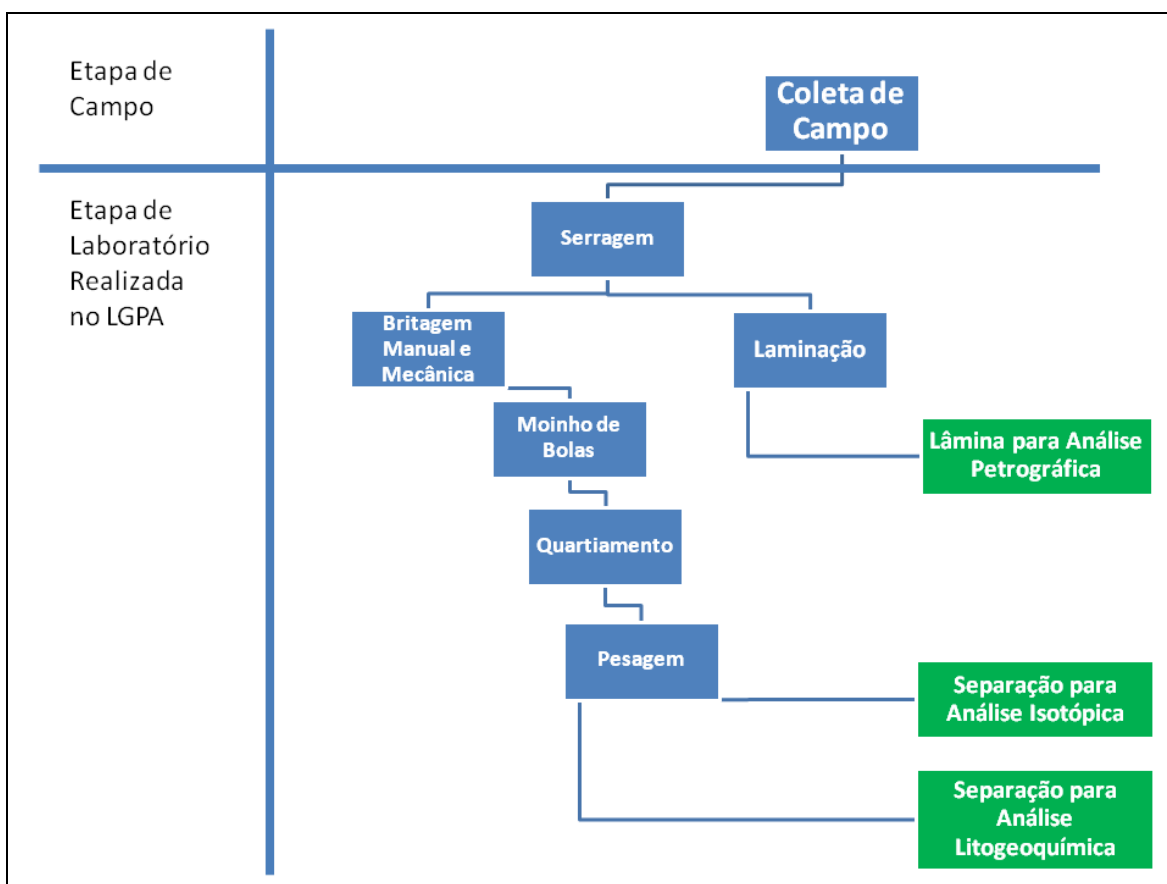 Etapa de
Campo
Coleta de
Campo
Etapa de
Laboratório
Realizada
no LGPA
Serragem
Britagem
Manual e
Mecânica
Laminação
Moinho de
Bolas
Lâmina para Análise
Petrográfica
Quartiamento
Pesagem
Separação para
Análise Isotópica
Separação para
Análise
Litogeoquímica